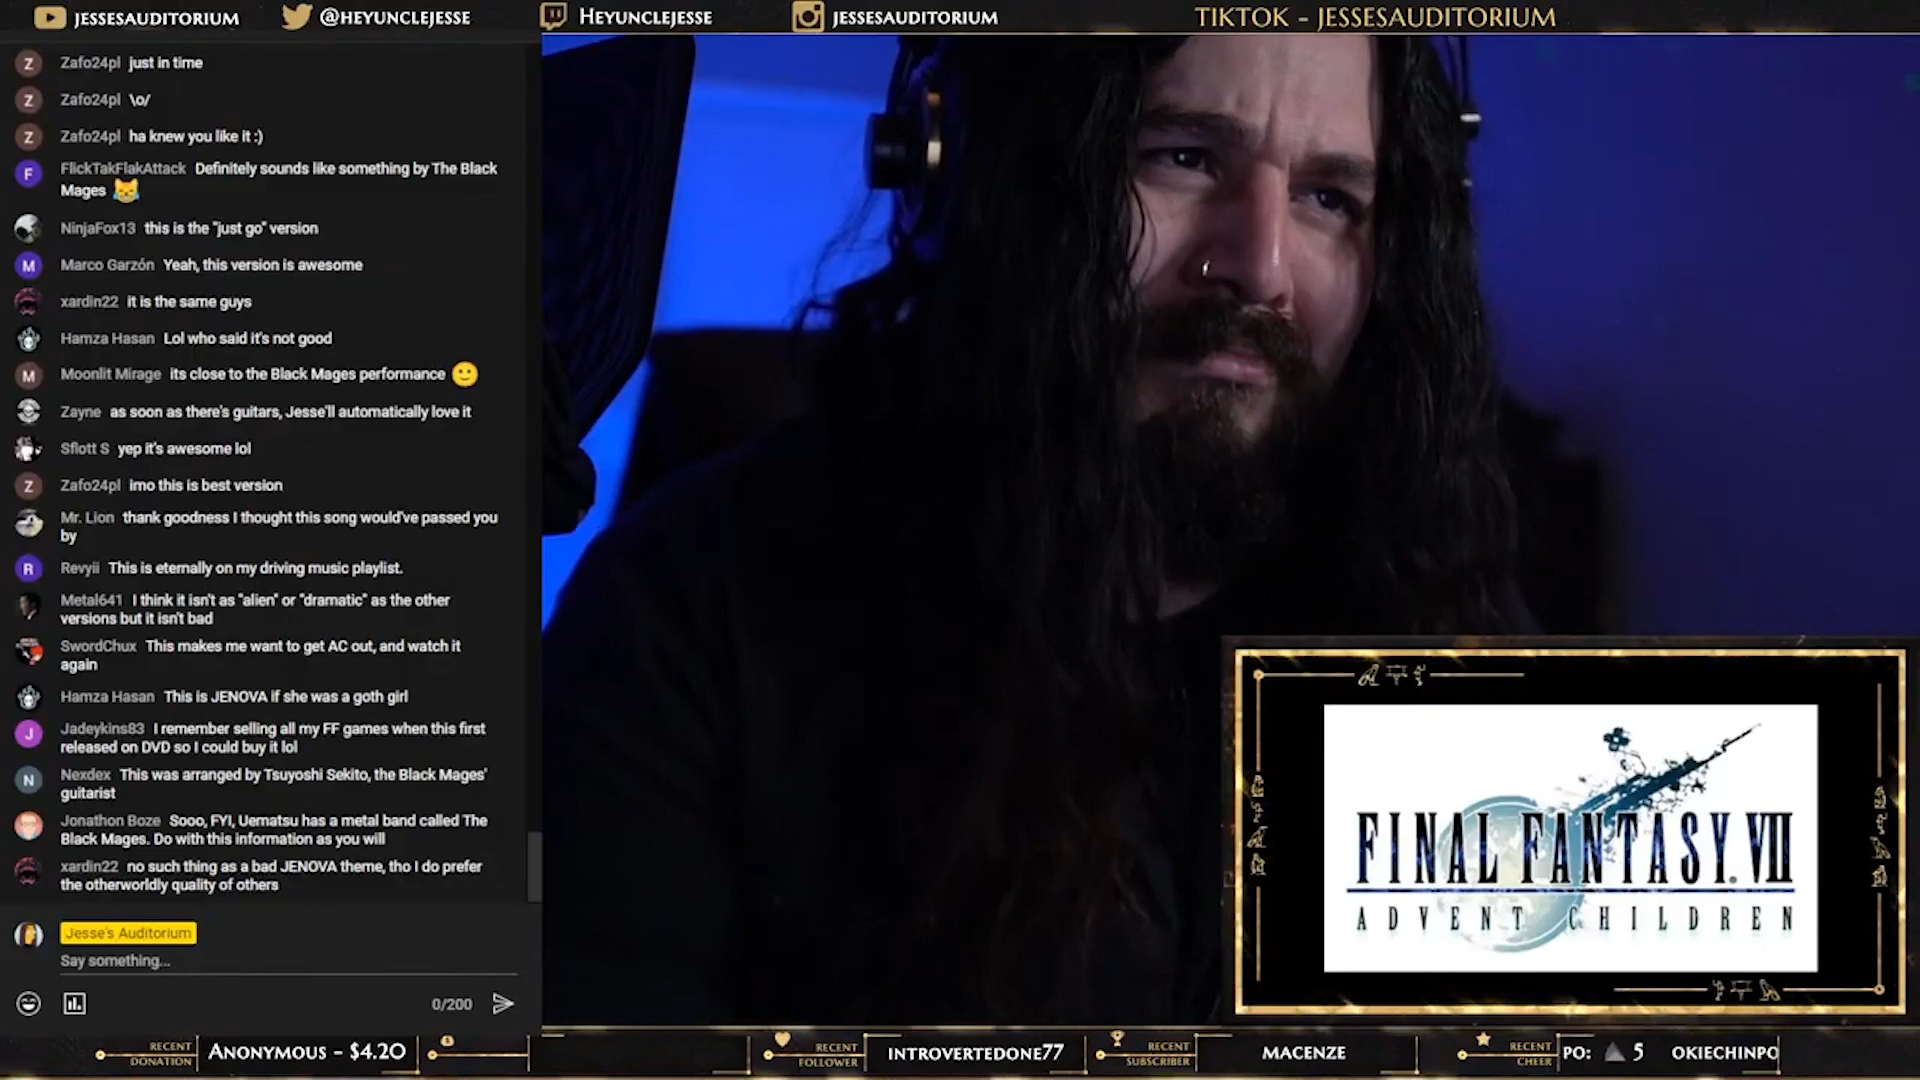 JESSESAUDITORIUM
@HEYUNCLEJESSE
HEYUNCLEJESSE
JESSESAUDITORIUM
TIKTOK - JESSESAUDITORIUM
Z Zafo24pl just in time
Z Zafo24pl \o/
Z Zafo24pl ha knew you like it :)
F FlickTakFlakAttack Definitely sounds like something by The Black
Mages
NinjaFox13 this is the "just go" version
M Marco Garzón Yeah, this version is awesome
xardin22 it is the same guys
Hamza Hasan Lol who said it's not good
M Moonlit Mirage its close to the Black Mages performance
Zayne as soon as there's guitars, Jesse'll automatically love it
Sflott S yep it's awesome lol
Z Zafo24pl imo this is best version
Mr. Lion thank goodness I thought this song would've passed you
by
R Revyii This is eternally on my driving music playlist.
Metal641 I think it isn't as "alien" or "dramatic" as the other
versions but it isn't bad
SwordChux This makes me want to get AC out, and watch it
again
Hamza Hasan This is JENOVA if she was a goth girl
J Jadeykins83 I remember selling all my FF games when this first
released on DVD so I could buy it lol
N Nexdex This was arranged by Tsuyoshi Sekito, the Black Mages'
guitarist
Jonathon Boze Sooo, FYI, Uematsu has a metal band called The
Black Mages. Do with this information as you will
xardin22 no such thing as a bad JENOVA theme, tho I do prefer
the otherworldly quality of others
Jesse's Auditorium
Say something...
0/200
FINAL FANTASY. VII
ADVENT CHILDREN
RECENT
DONATION
ANONYMOUS - $4.20
RECENT
FOLLOWER
INTROVERTEDONE77
RECENT
SUBSCRIBER
MACENZE
RECENT
CHEER
PO: 5 OKIECHINPO